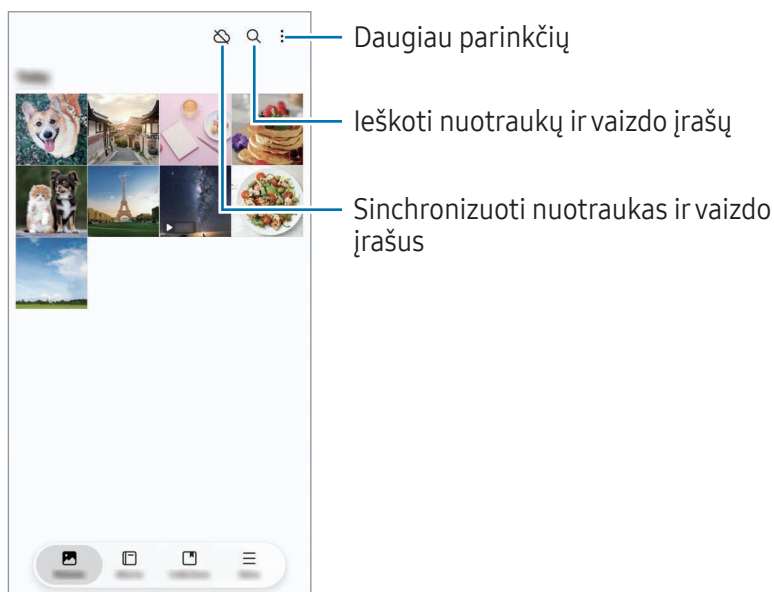 Daugiau parinkčių
Ieškoti nuotraukų ir vaizdo įrašų
Sinchronizuoti nuotraukas ir vaizdo
įrašus